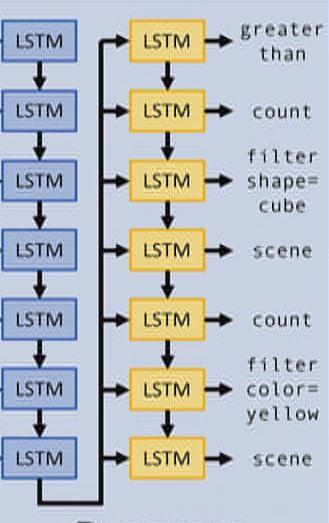 LSTM LSTM greater
than
LSTM LSTM count
filter
LSTM LSTM shape=
cube
LSTM LSTM scene
LSTM LSTM count
filter
LSTM LSTM color=
yellow
LSTM LSTM scene